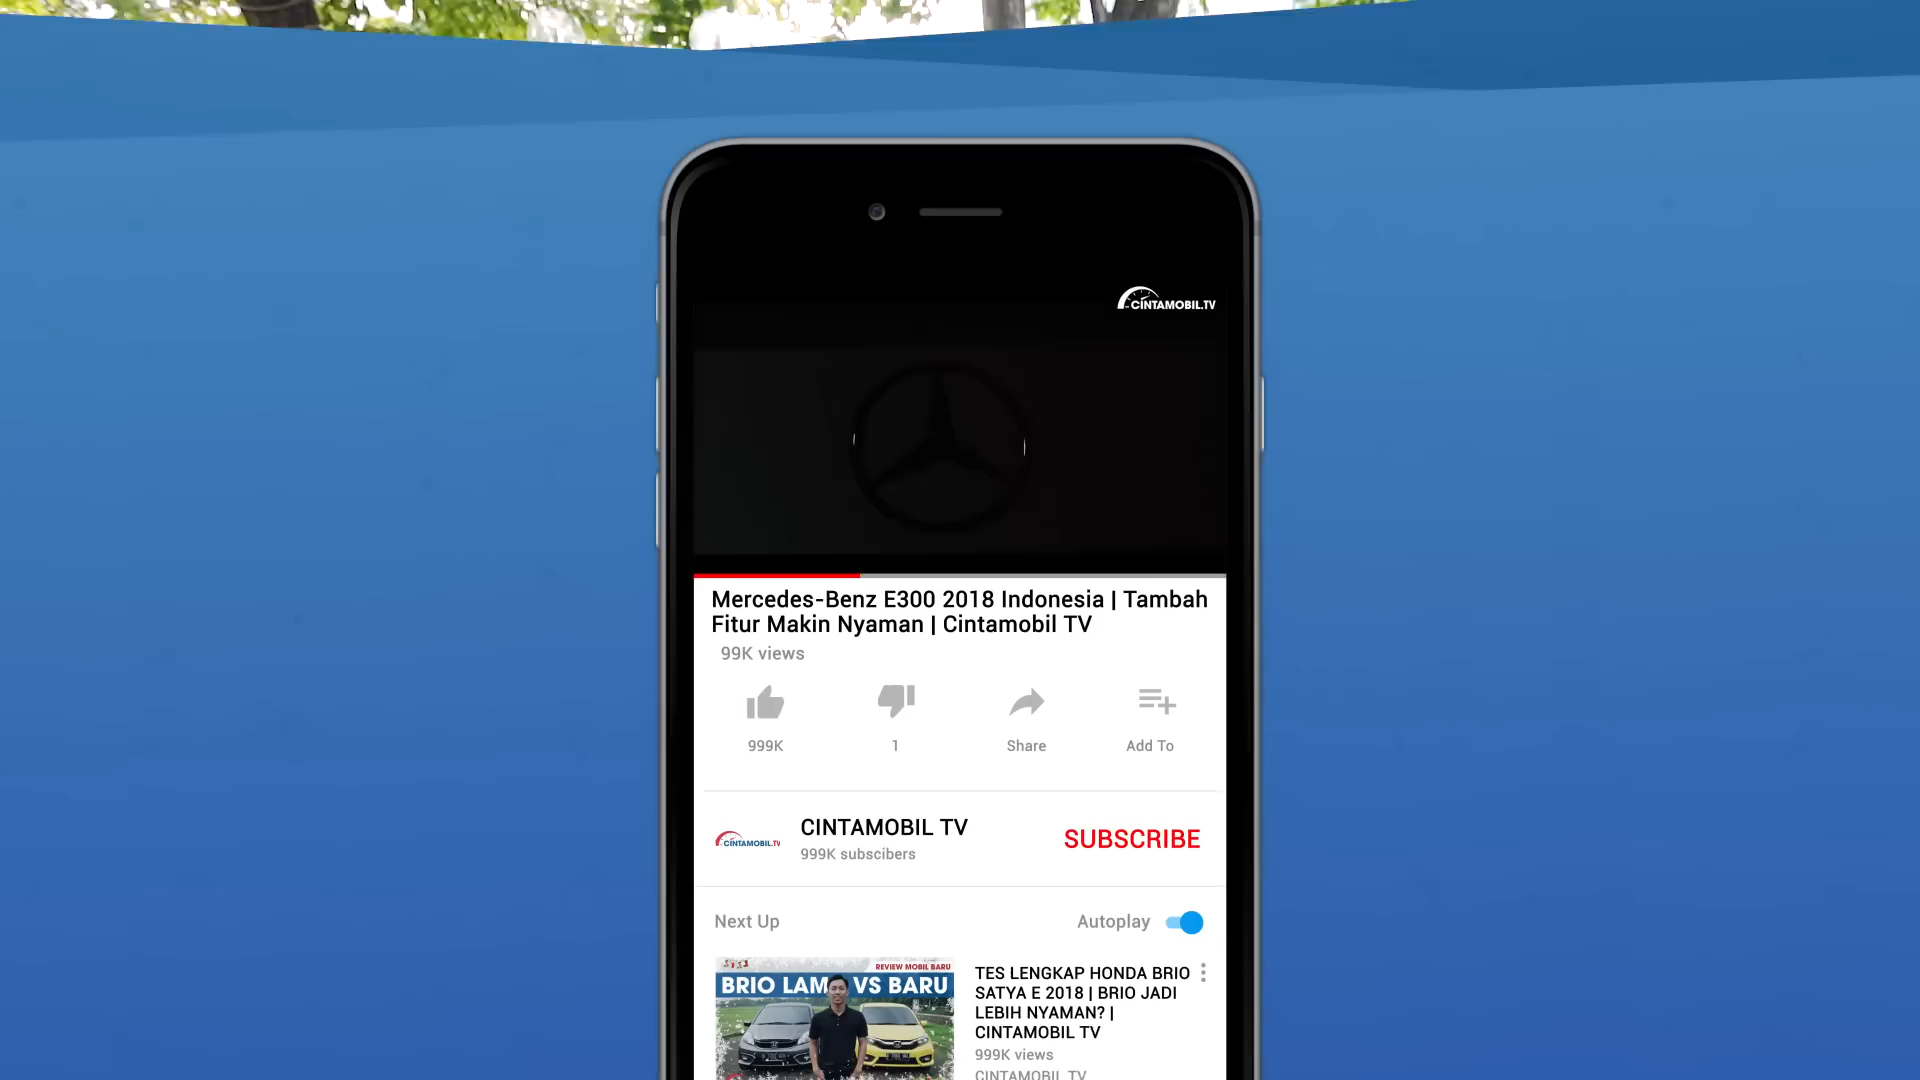 CINTAMOBIL.TV
Mercedes-Benz E300 2018 Indonesia | Tambah
Fitur Makin Nyaman | Cintamobil TV
99K views
999K
1
Share
Add To
CINTAMOBIL.TV
CINTAMOBIL TV
999K subscibers
SUBSCRIBE
Next Up
Autoplay
REVIEW MOBIL BARU
BRIO LAMA VS BARU
TES LENGKAP HONDA BRIO
SATYA E 2018 | BRIO JADI
LEBIH NYAMAN? |
CINTAMOBIL TV
999K views
CINTAMOBIL TV